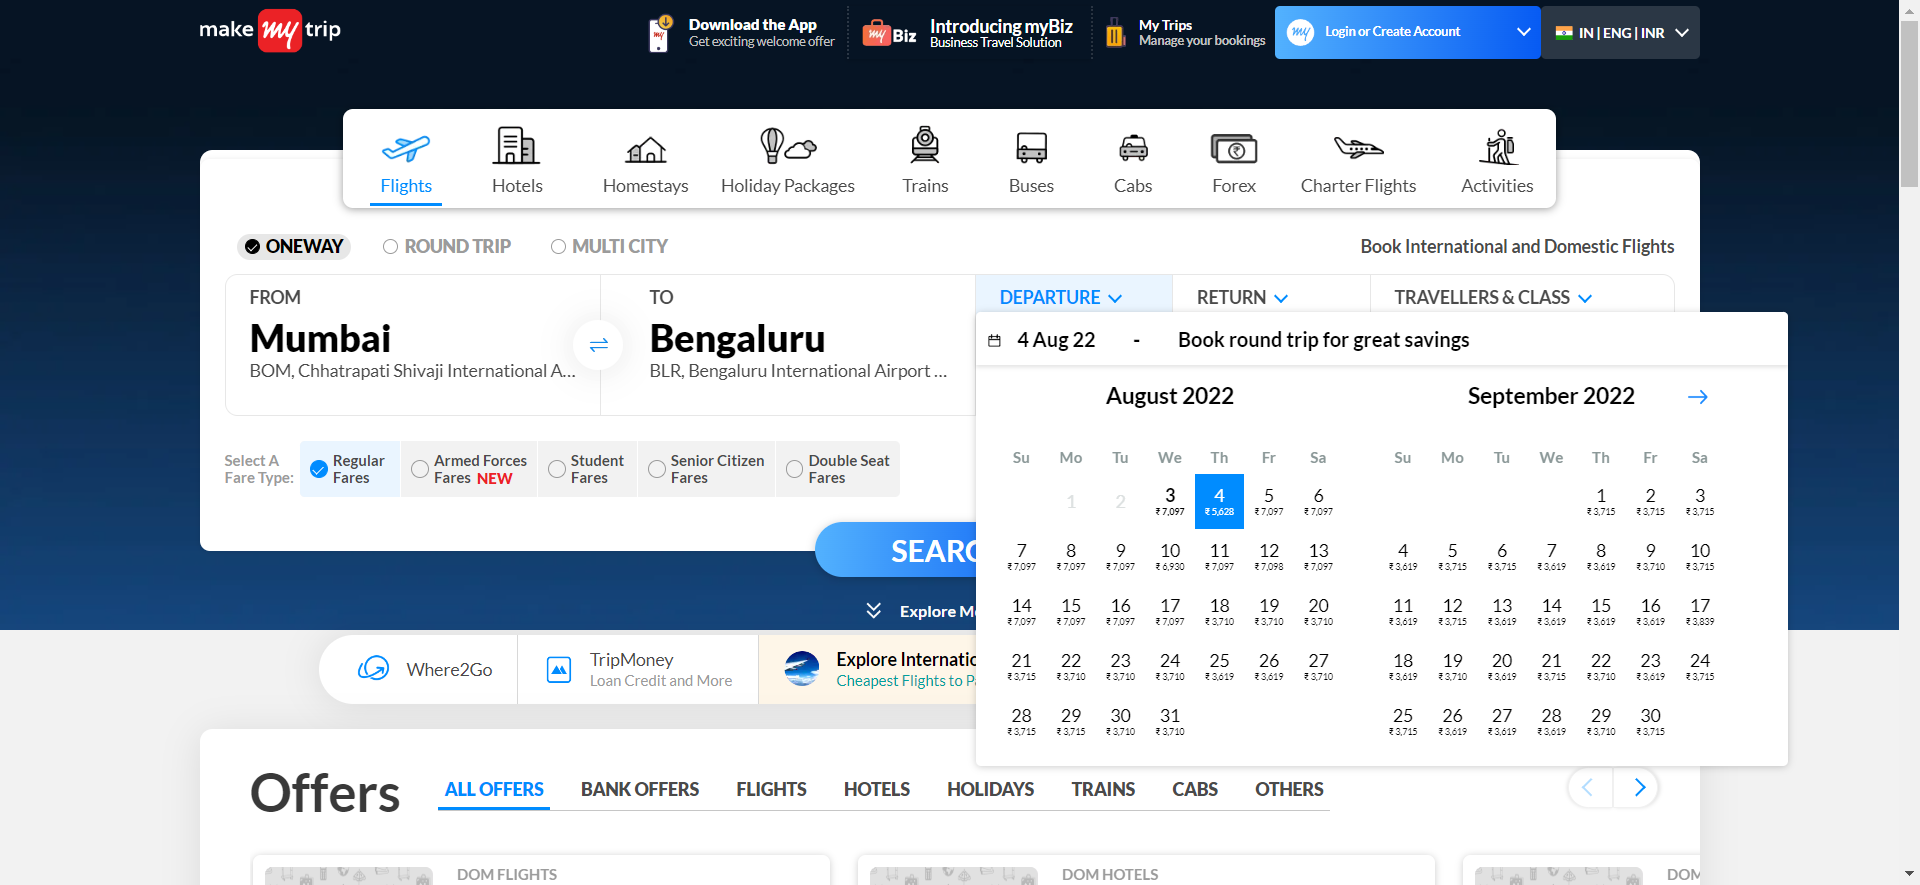 make my trip
Download the App
Get exciting welcome offer
my Biz
Introducing myBiz
Business Travel Solution
My Trips
Manage your bookings
my
Login or Create Account
IN | ENG | INR
Flights
Hotels
Homestays
Holiday Packages
Trains
Buses
Cabs
Forex
Charter Flights
Activities
ONEWAY
ROUND TRIP
MULTI CITY
Book International and Domestic Flights
FROM
Mumbai
BOM, Chhatrapati Shivaji International A...
TO
Bengaluru
BLR, Bengaluru International Airport ...
DEPARTURE
RETURN
TRAVELLERS & CLASS
4 Aug 22 - Book round trip for great savings
August 2022
Su Mo Tu We Th Fr Sa
1 2 3 4 5 6
₹ 7,097 ₹ 5,628 ₹ 7,097 ₹ 7,097
7 8 9 10 11 12 13
₹ 7,097 ₹ 7,097 ₹ 7,097 ₹ 6,930 ₹ 7,097 ₹ 7,098 ₹ 7,097
14 15 16 17 18 19 20
₹ 7,097 ₹ 7,097 ₹ 7,097 ₹ 7,097 ₹ 3,710 ₹ 3,710 ₹ 3,710
21 22 23 24 25 26 27
₹ 3,715 ₹ 3,710 ₹ 3,710 ₹ 3,710 ₹ 3,619 ₹ 3,619 ₹ 3,710
28 29 30 31
₹ 3,715 ₹ 3,715 ₹ 3,710 ₹ 3,710
September 2022
Su Mo Tu We Th Fr Sa
1 2 3
₹ 3,715 ₹ 3,715 ₹ 3,715
4 5 6 7 8 9 10
₹ 3,619 ₹ 3,715 ₹ 3,715 ₹ 3,619 ₹ 3,619 ₹ 3,710 ₹ 3,715
11 12 13 14 15 16 17
₹ 3,619 ₹ 3,715 ₹ 3,619 ₹ 3,619 ₹ 3,619 ₹ 3,619 ₹ 3,839
18 19 20 21 22 23 24
₹ 3,619 ₹ 3,710 ₹ 3,619 ₹ 3,715 ₹ 3,710 ₹ 3,619 ₹ 3,715
25 26 27 28 29 30
₹ 3,715 ₹ 3,619 ₹ 3,619 ₹ 3,619 ₹ 3,710 ₹ 3,715
Select A
Fare Type:
Regular
Fares
Armed Forces
Fares NEW
Student
Fares
Senior Citizen
Fares
Double Seat
Fares
SEARC
Explore Mo
Where2Go
TripMoney
Loan Credit and More
Explore Internatio
Cheapest Flights to Pa
Offers
ALL OFFERS
BANK OFFERS
FLIGHTS
HOTELS
HOLIDAYS
TRAINS
CABS
OTHERS
DOM FLIGHTS
DOM HOTELS
DOM